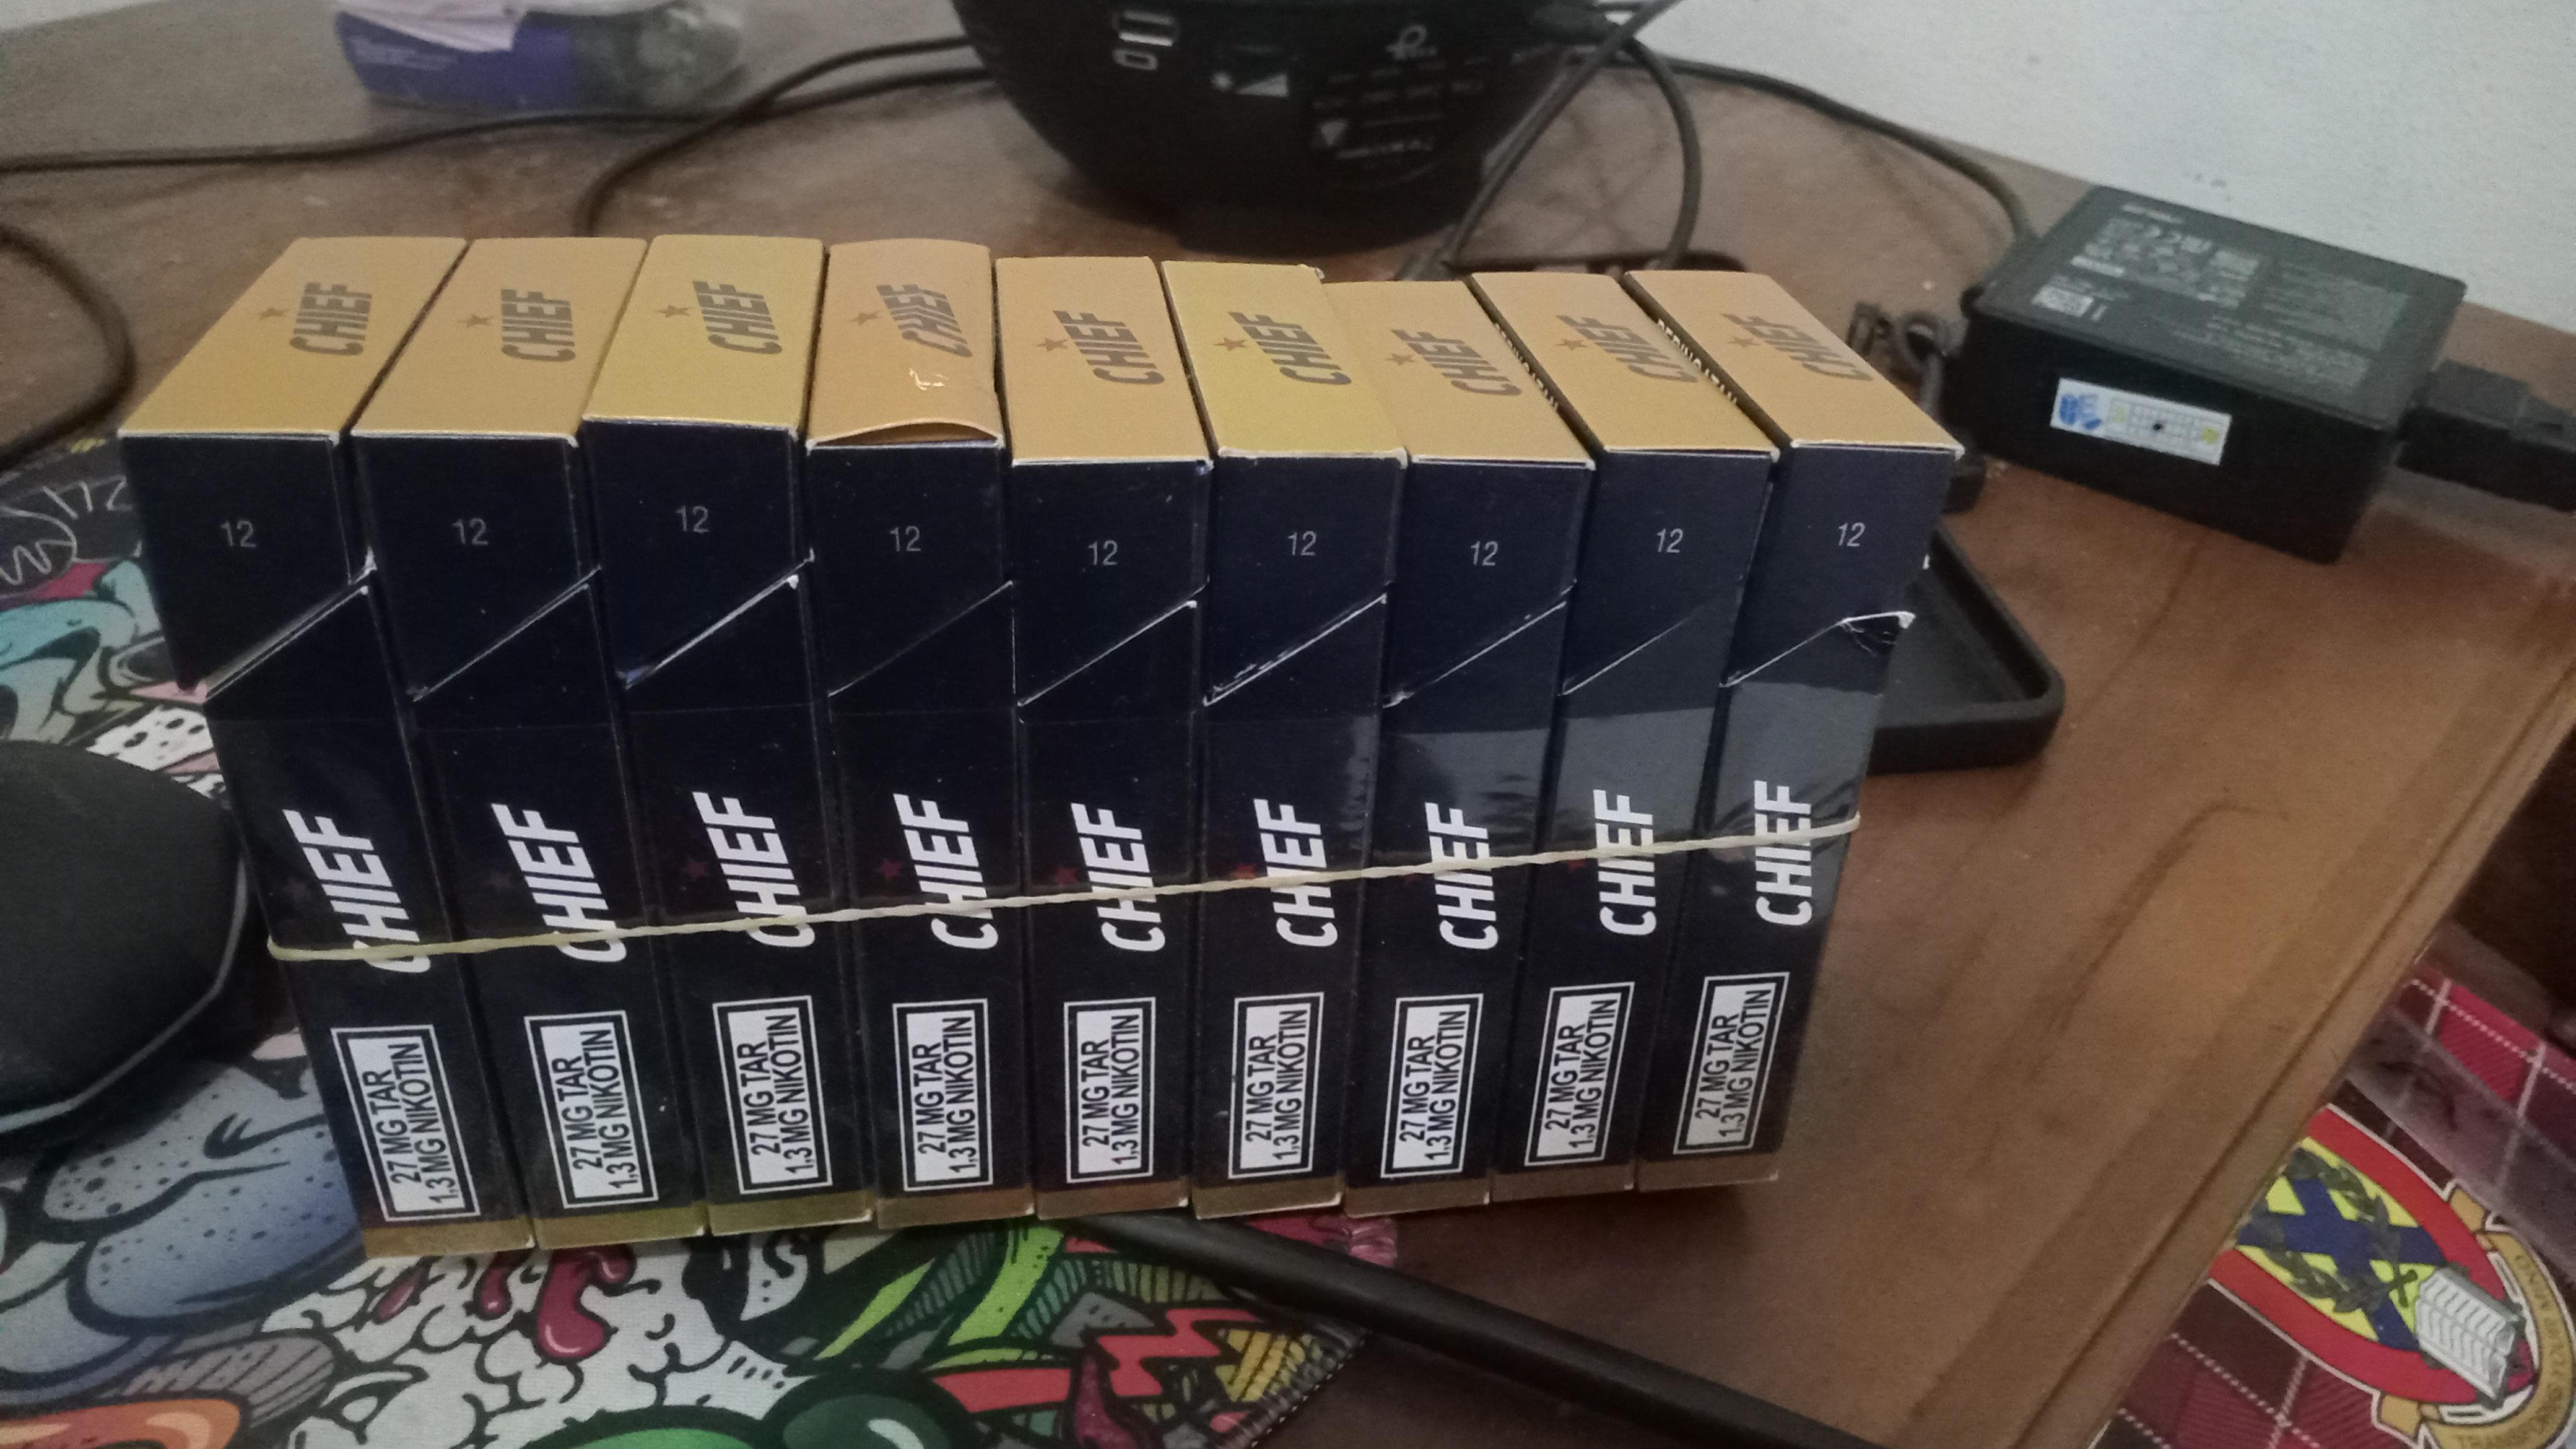 CHIEF
CHIEF
CHIEF
CHIEF
CHIEF
CHIEF
CHIEF
CHIEF
CHIEF
12
12
12
12
12
12
12
12
12
CHIEF
CHIEF
CHIEF
CHIEF
CHIEF
CHIEF
CHIEF
CHIEF
CHIEF
27 MG TAR
1,3 MG NIKOTIN
27 MG TAR
1,3 MG NIKOTIN
27 MG TAR
1,3 MG NIKOTIN
27 MG TAR
1,3 MG NIKOTIN
27 MG TAR
1,3 MG NIKOTIN
27 MG TAR
1,3 MG NIKOTIN
27 MG TAR
1,3 MG NIKOTIN
27 MG TAR
1,3 MG NIKOTIN
27 MG TAR
1,3 MG NIKOTIN